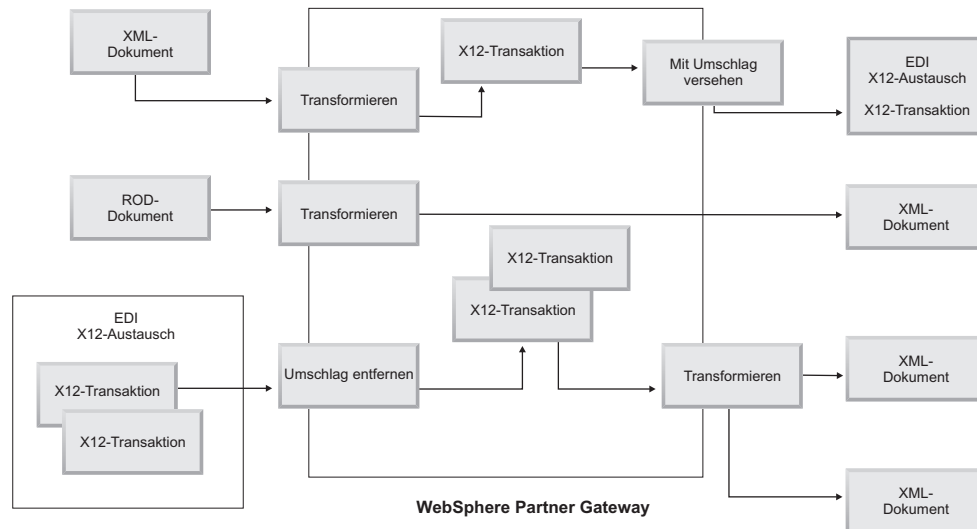 XML-
Dokument
X12-Transaktion
Mit Umschlag
versehen
EDI
X12-Austausch
X12-Transaktion
Transformieren
ROD-
Dokument
Transformieren
XML-
Dokument
X12-Transaktion
X12-Transaktion
EDI
X12-Austausch
X12-Transaktion
X12-Transaktion
Umschlag entfernen
Transformieren
XML-
Dokument
XML-
Dokument
WebSphere Partner Gateway